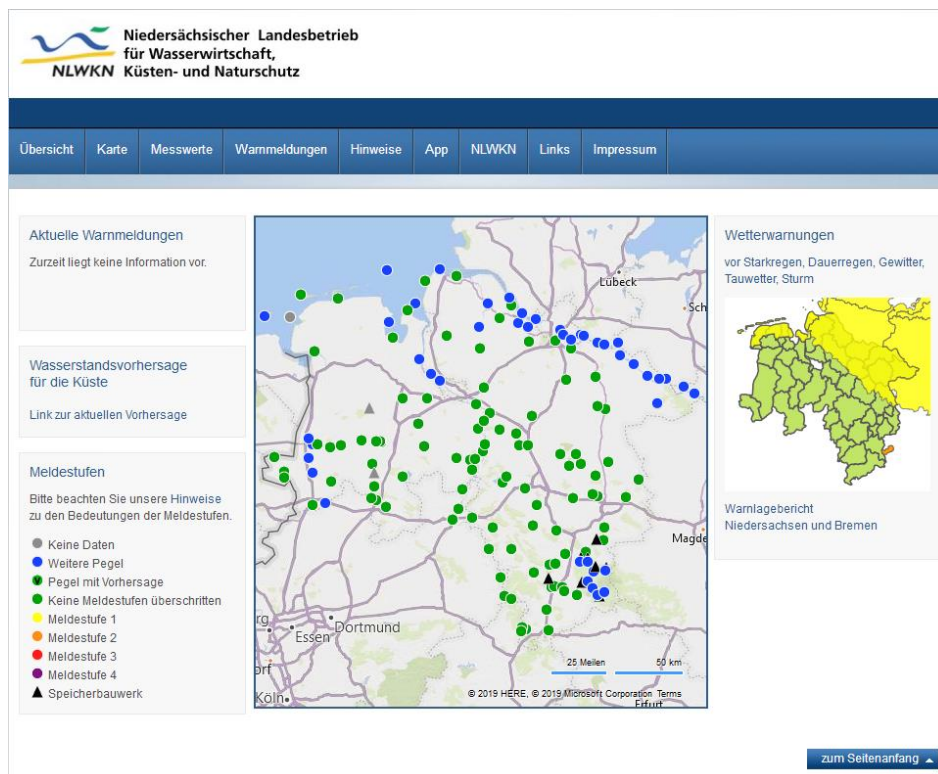 Niedersächsischer Landesbetrieb
für Wasserwirtschaft,
NLWKN Küsten- und Naturschutz
Übersicht Karte Messwerte Warnmeldungen Hinweise App NLWKN Links Impressum
Aktuelle Warnmeldungen
Zurzeit liegt keine Information vor.
Wasserstandsvorhersage
für die Küste
Link zur aktuellen Vorhersage
Meldestufen
Bitte beachten Sie unsere Hinweise
zu den Bedeutungen der Meldestufen.
Keine Daten
Weitere Pegel
Pegel mit Vorhersage
Keine Meldestufen überschritten
Meldestufe 1
Meldestufe 2
Meldestufe 3
Meldestufe 4
Speicherbauwerk
Lübeck
Sch
Magde
rg
Essen
Dortmund
orf
Köln
25 Meilen 50 km
© 2019 HERE, © 2019 Microsoft Corporation Terms
Erfurt
Wetterwarnungen
vor Starkregen, Dauerregen, Gewitter,
Tauwetter, Sturm
Warnlagebericht
Niedersachsen und Bremen
zum Seitenanfang